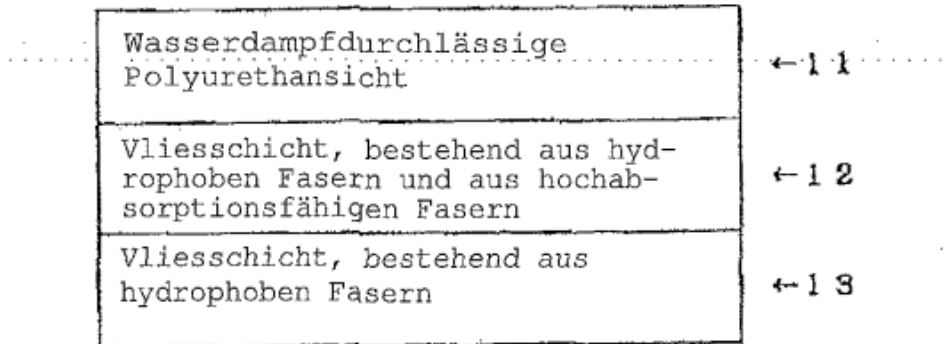 Wasserdampfdurchlässige
Polyurethansicht
←11
Vliesschicht, bestehend aus hyd-
rophoben Fasern und aus hochab-
sorptionsfähigen Fasern
←12
Vliesschicht, bestehend aus
hydrophoben Fasern
←13